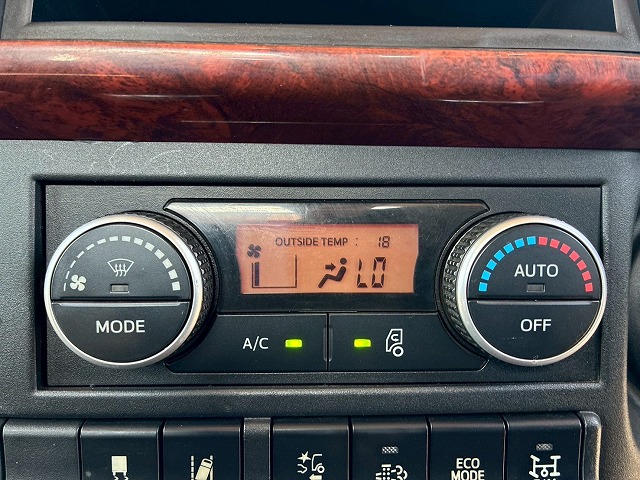 OUTSIDE TEMP : 18
LO
AUTO
MODE
OFF
A/C
ECO
MODE